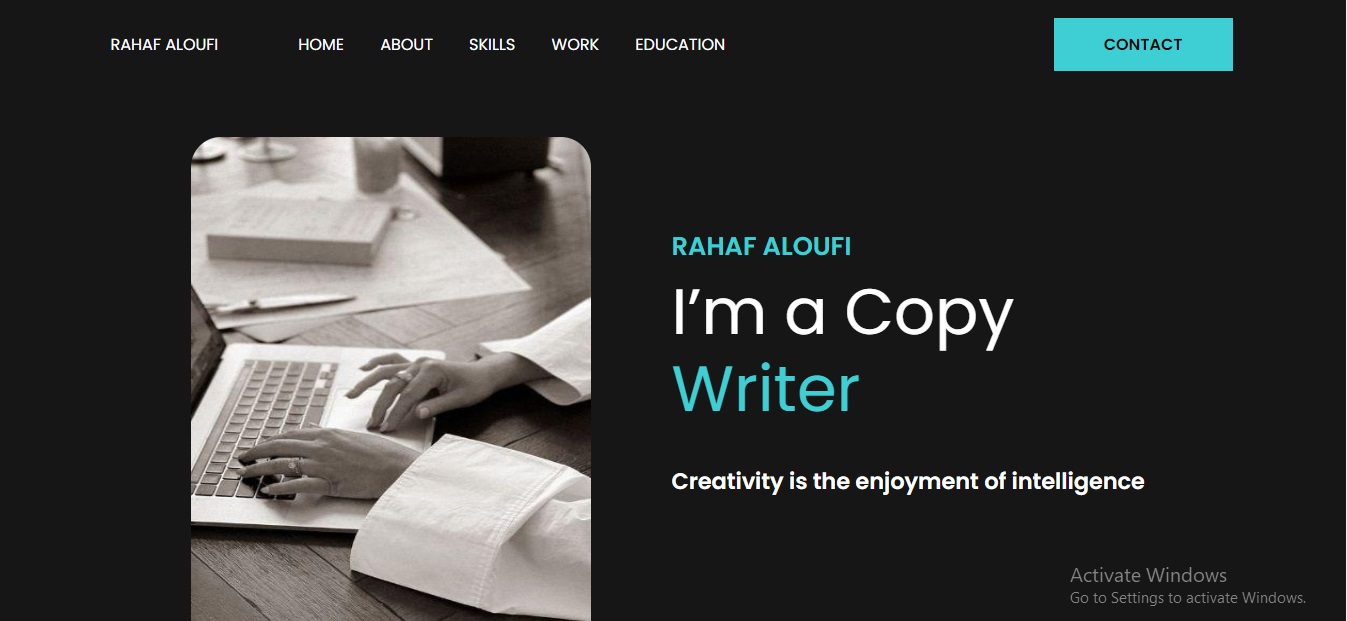 RAHAF ALOUFI
HOME ABOUT SKILLS WORK EDUCATION
CONTACT
RAHAF ALOUFI
I’m a Copy
Writer
Creativity is the enjoyment of intelligence
Activate Windows
Go to Settings to activate Windows.